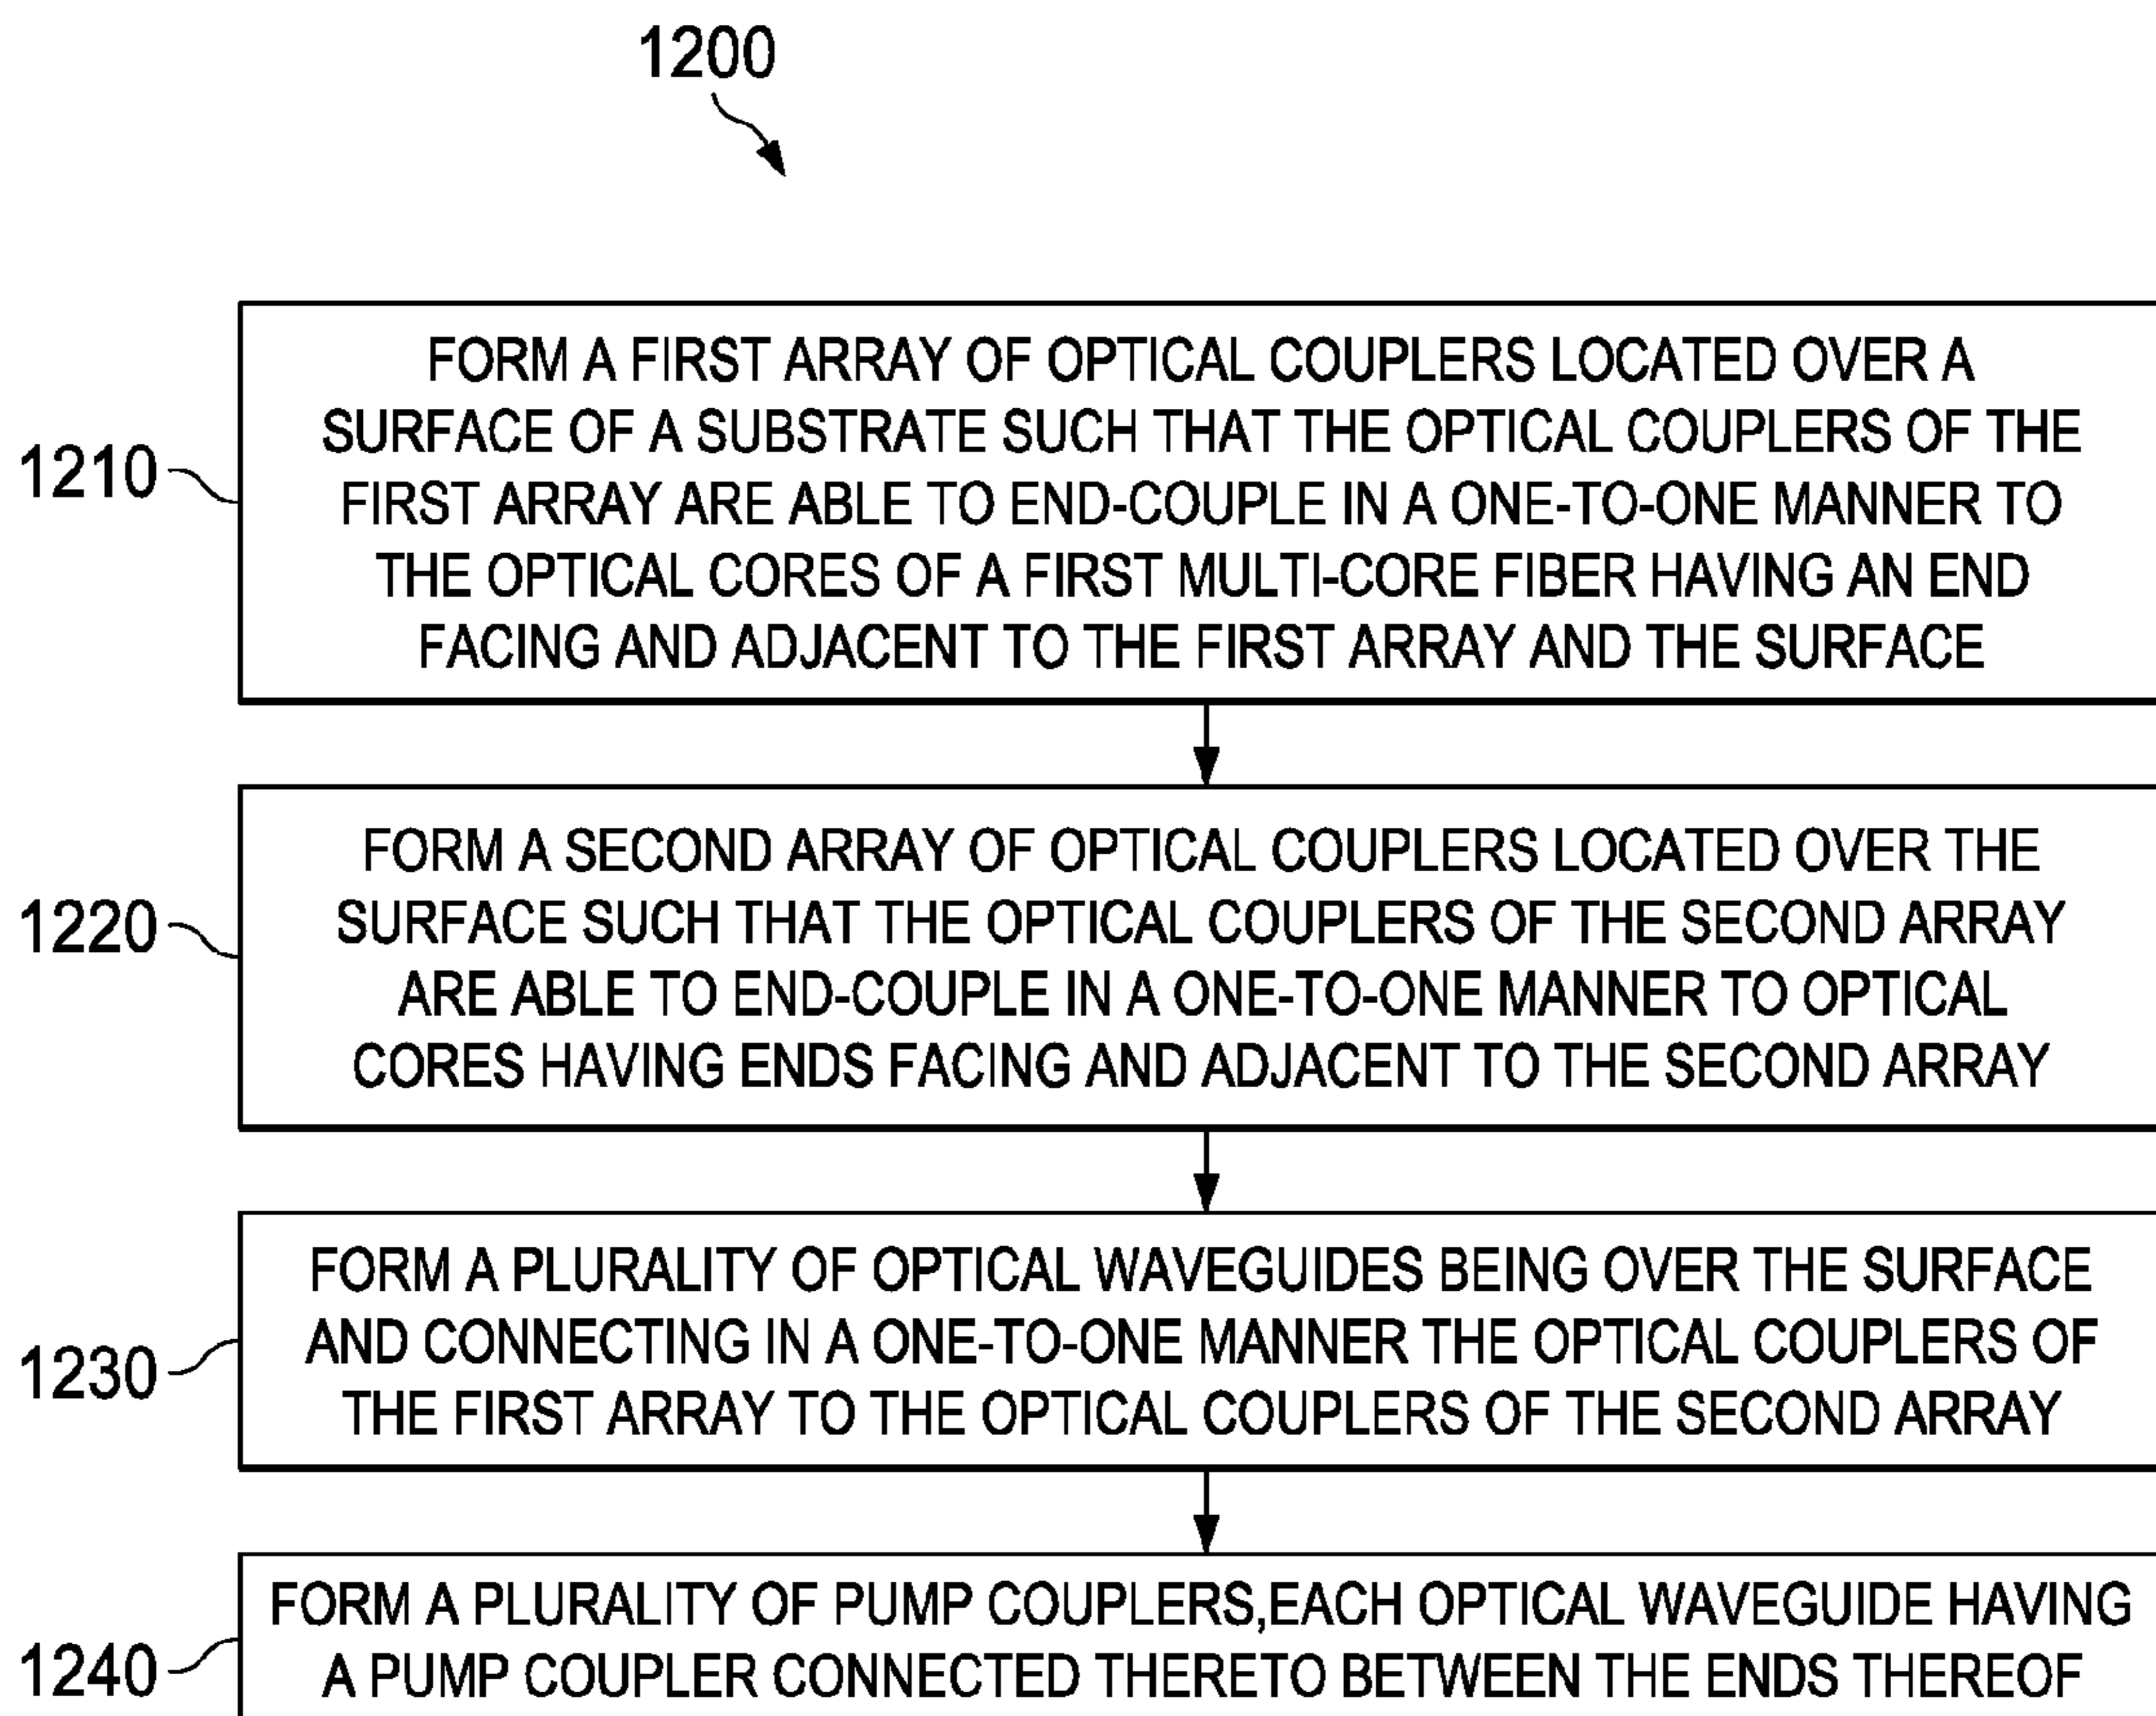 1200
1210
FORM A FIRST ARRAY OF OPTICAL COUPLERS LOCATED OVER A
SURFACE OF A SUBSTRATE SUCH THAT THE OPTICAL COUPLERS OF THE
FIRST ARRAY ARE ABLE TO END-COUPLE IN A ONE-TO-ONE MANNER TO
THE OPTICAL CORES OF A FIRST MULTI-CORE FIBER HAVING AN END
FACING AND ADJACENT TO THE FIRST ARRAY AND THE SURFACE
1220
FORM A SECOND ARRAY OF OPTICAL COUPLERS LOCATED OVER THE
SURFACE SUCH THAT THE OPTICAL COUPLERS OF THE SECOND ARRAY
ARE ABLE TO END-COUPLE IN A ONE-TO-ONE MANNER TO OPTICAL
CORES HAVING ENDS FACING AND ADJACENT TO THE SECOND ARRAY
1230
FORM A PLURALITY OF OPTICAL WAVEGUIDES BEING OVER THE SURFACE
AND CONNECTING IN A ONE-TO-ONE MANNER THE OPTICAL COUPLERS OF
THE FIRST ARRAY TO THE OPTICAL COUPLERS OF THE SECOND ARRAY
1240
FORM A PLURALITY OF PUMP COUPLERS,EACH OPTICAL WAVEGUIDE HAVING
A PUMP COUPLER CONNECTED THERETO BETWEEN THE ENDS THEREOF